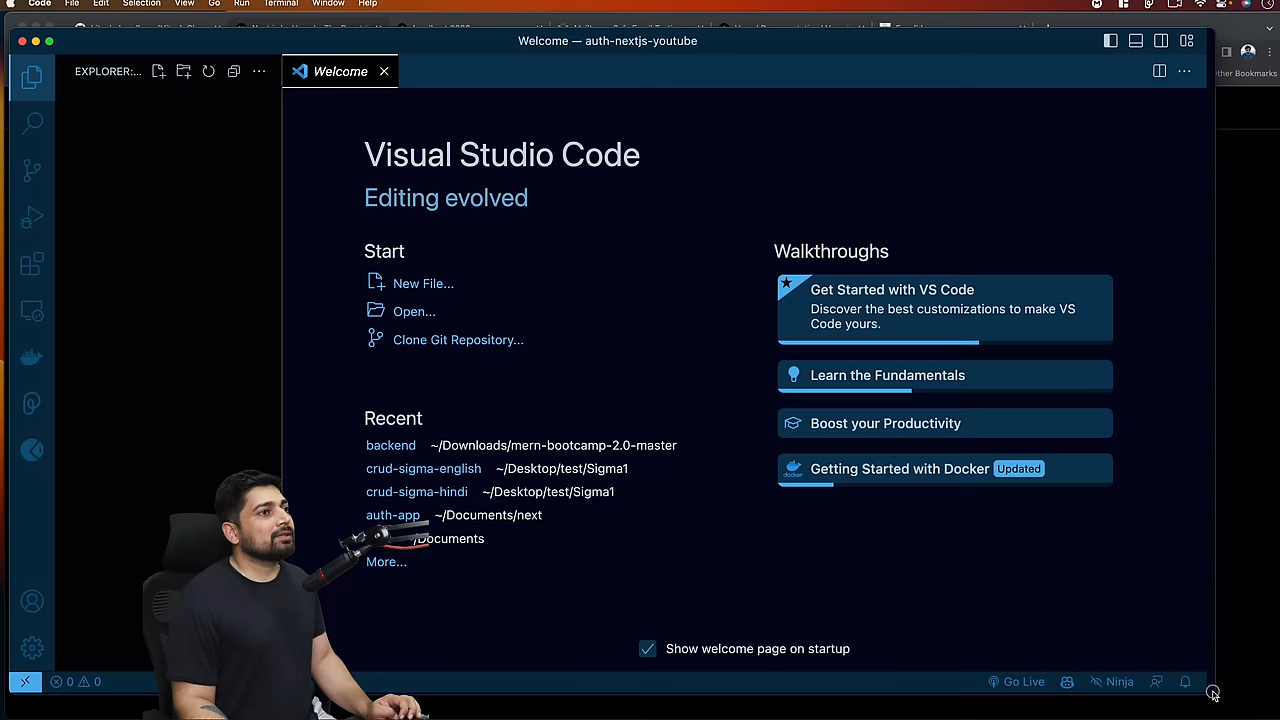 Code File Edit Selection View Go Run Terminal Window Help
Welcome — auth-nextjs-youtube
EXPLORER:...
Welcome
ther Bookmarks
Visual Studio Code
Editing evolved
Start
New File...
Open...
Clone Git Repository...
Recent
backend ~/Downloads/mern-bootcamp-2.0-master
crud-sigma-english ~/Desktop/test/Sigma1
crud-sigma-hindi ~/Desktop/test/Sigma1
auth-app ~/Documents/next
/Documents
More...
Walkthroughs
Get Started with VS Code
Discover the best customizations to make VS
Code yours.
Learn the Fundamentals
Boost your Productivity
docker
Getting Started with Docker Updated
Show welcome page on startup
0 0
Go Live
Ninja